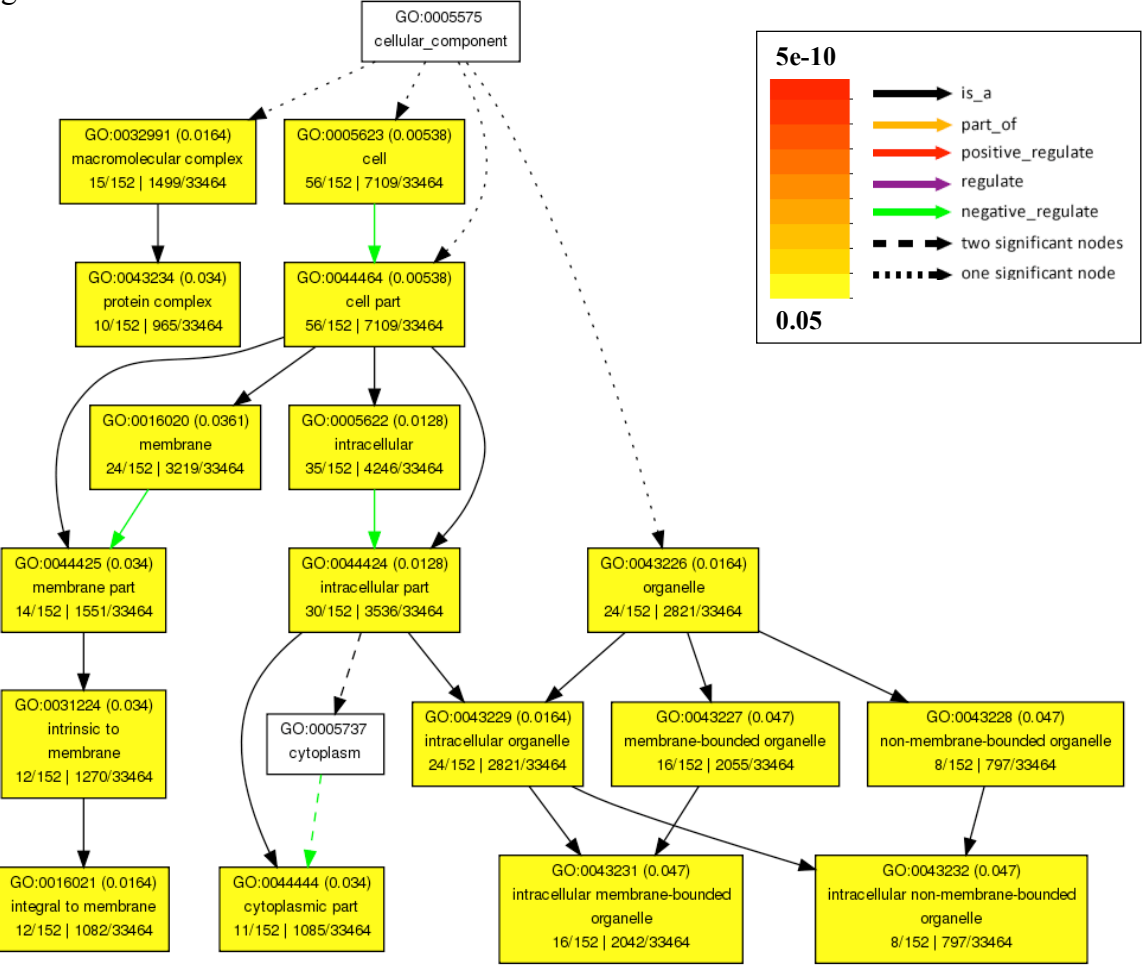 g
GO:0005575
cellular_component
5e-10
is_a
part_of
positive_regulate
regulate
negative_regulate
two significant nodes
one significant node
0.05
GO:0032991 (0.0164)
macromolecular complex
15/152 | 1499/33464
GO:0005623 (0.00538)
cell
56/152 | 7109/33464
GO:0043234 (0.034)
protein complex
10/152 | 965/33464
GO:0044464 (0.00538)
cell part
56/152 | 7109/33464
GO:0016020 (0.0361)
membrane
24/152 | 3219/33464
GO:0005622 (0.0128)
intracellular
35/152 | 4246/33464
GO:0044425 (0.034)
membrane part
14/152 | 1551/33464
GO:0044424 (0.0128)
intracellular part
30/152 | 3536/33464
GO:0043226 (0.0164)
organelle
24/152 | 2821/33464
GO:0031224 (0.034)
intrinsic to
membrane
12/152 | 1270/33464
GO:0005737
cytoplasm
GO:0043229 (0.0164)
intracellular organelle
24/152 | 2821/33464
GO:0043227 (0.047)
membrane-bounded organelle
16/152 | 2055/33464
GO:0043228 (0.047)
non-membrane-bounded organelle
8/152 | 797/33464
GO:0016021 (0.0164)
integral to membrane
12/152 | 1082/33464
GO:0044444 (0.034)
cytoplasmic part
11/152 | 1085/33464
GO:0043231 (0.047)
intracellular membrane-bounded
organelle
16/152 | 2042/33464
GO:0043232 (0.047)
intracellular non-membrane-bounded
organelle
8/152 | 797/33464